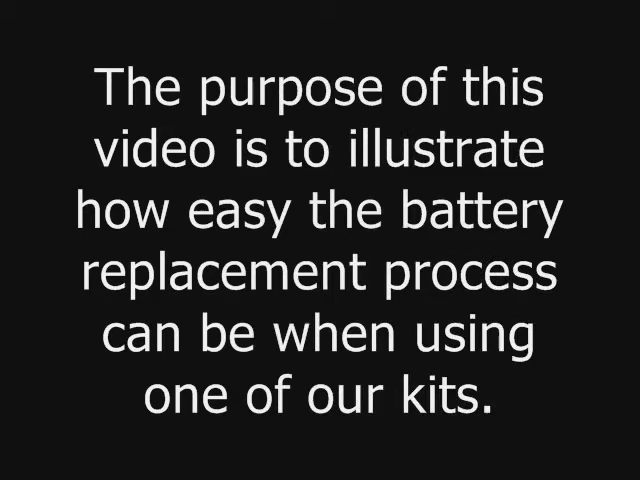 The purpose of this
video is to illustrate
how easy the battery
replacement process
can be when using
one of our kits.